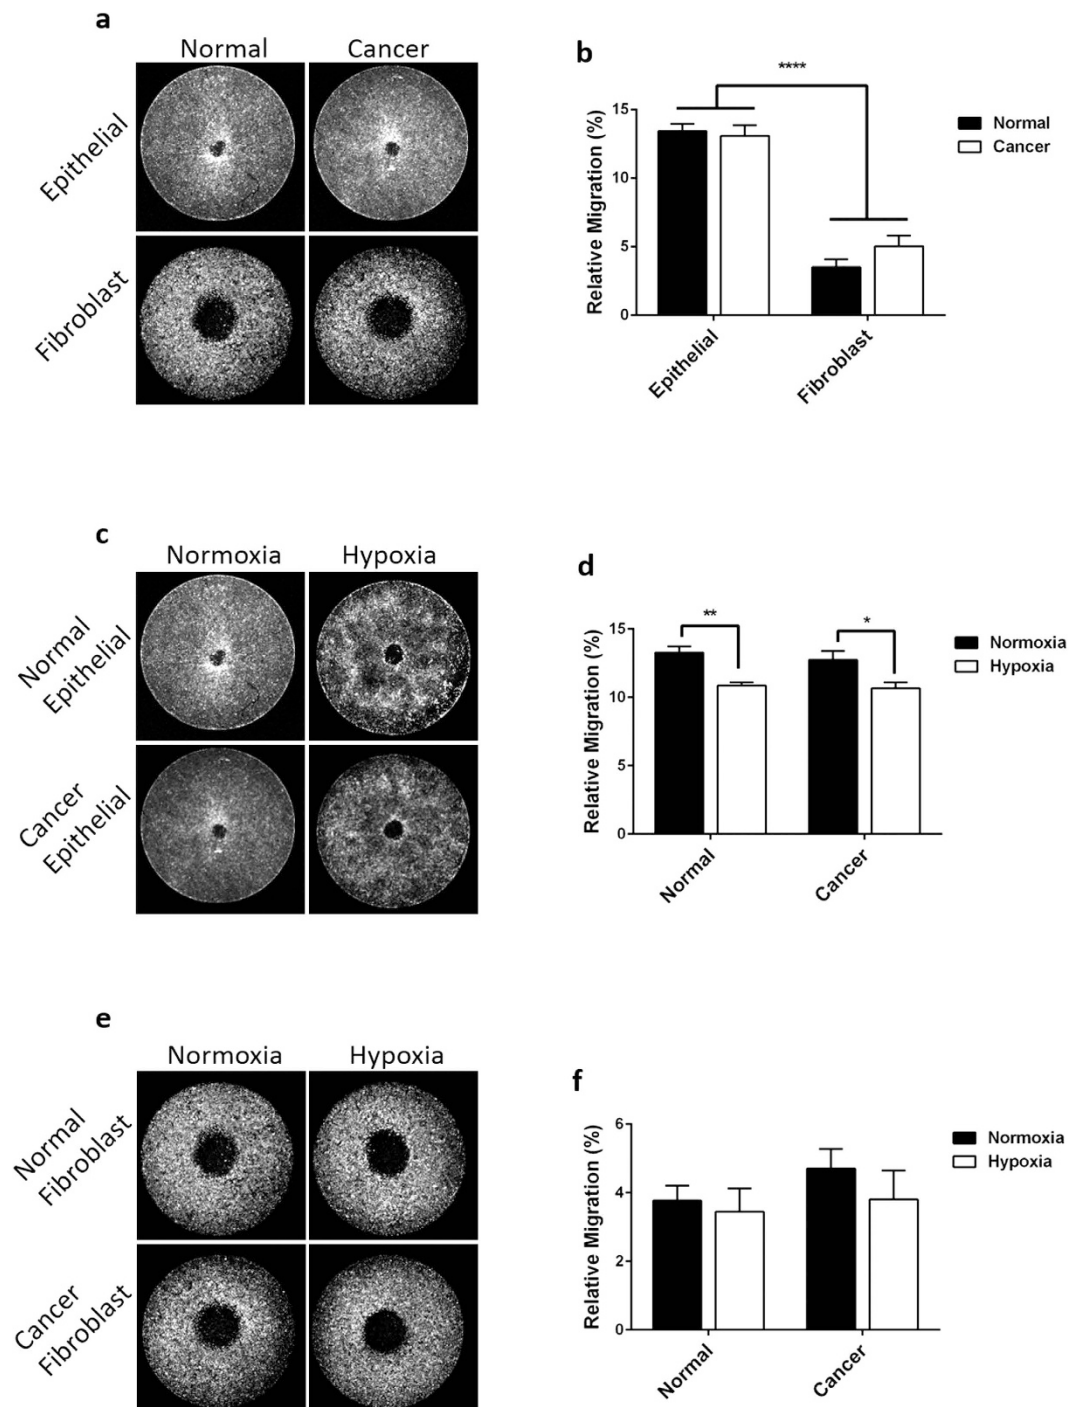 a
Normal Cancer
Epithelial
Fibroblast
b
****
15
10
5
0
Relative Migration (%)
Epithelial
Fibroblast
Normal
Cancer
c
Normoxia Hypoxia
Normal
Epithelial
Cancer
Epithelial
d
** *
15
10
5
0
Relative Migration (%)
Normal
Cancer
Normoxia
Hypoxia
e
Normoxia Hypoxia
Normal
Fibroblast
Cancer
Fibroblast
f
6
4
2
0
Relative Migration (%)
Normal
Cancer
Normoxia
Hypoxia